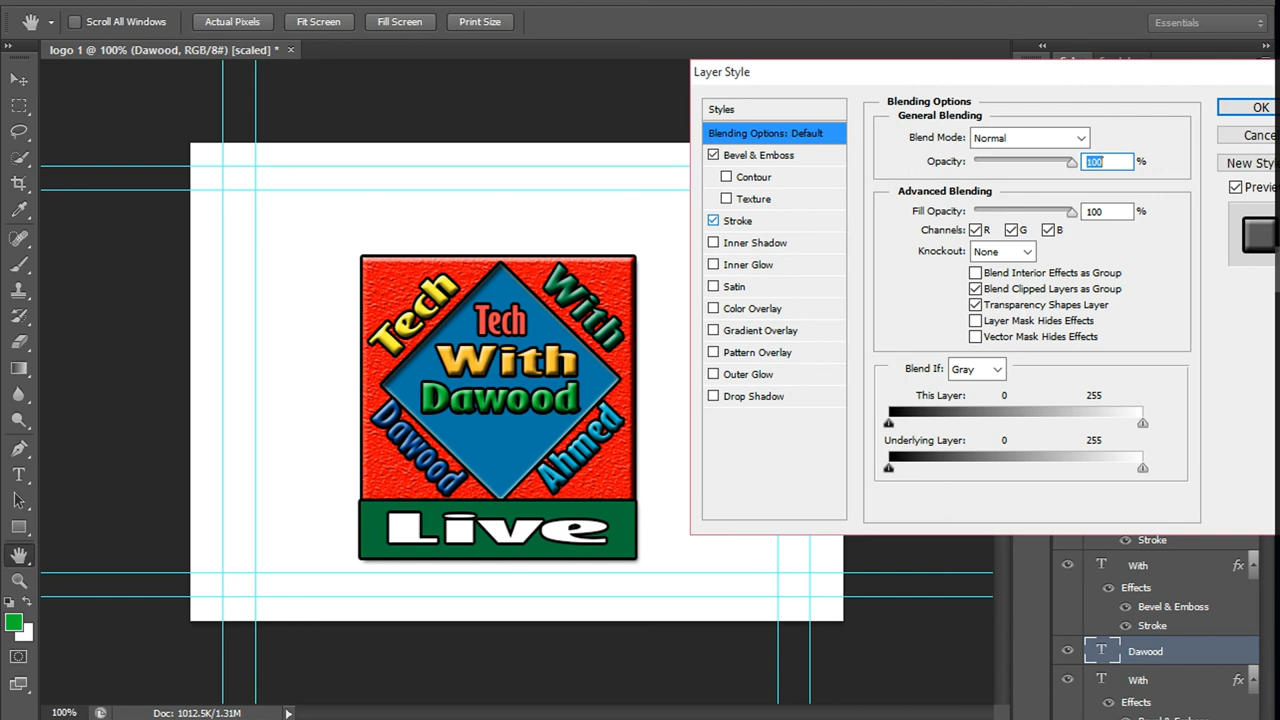 Scroll All Windows
Actual Pixels
Fit Screen
Fill Screen
Print Size
Essentials
logo 1 @ 100% (Dawood, RGB/8#) [scaled] *
Layer Style
Styles
Blending Options: Default
Bevel & Emboss
Contour
Texture
Stroke
Inner Shadow
Inner Glow
Satin
Color Overlay
Gradient Overlay
Pattern Overlay
Outer Glow
Drop Shadow
Blending Options
General Blending
Blend Mode: Normal
Opacity: 100 %
Advanced Blending
Fill Opacity: 100 %
Channels: R G B
Knockout: None
Blend Interior Effects as Group
Blend Clipped Layers as Group
Transparency Shapes Layer
Layer Mask Hides Effects
Vector Mask Hides Effects
Blend If: Gray
This Layer: 0 255
Underlying Layer: 0 255
OK
Cance
New Sty
Previe
Tech
With
Tech
With
Dawood
Dawood
Ahmed
Live
Stroke
With fx
Effects
Bevel & Emboss
Stroke
Dawood
With fx
Effects
100%
Doc: 1012.5K/1.31M